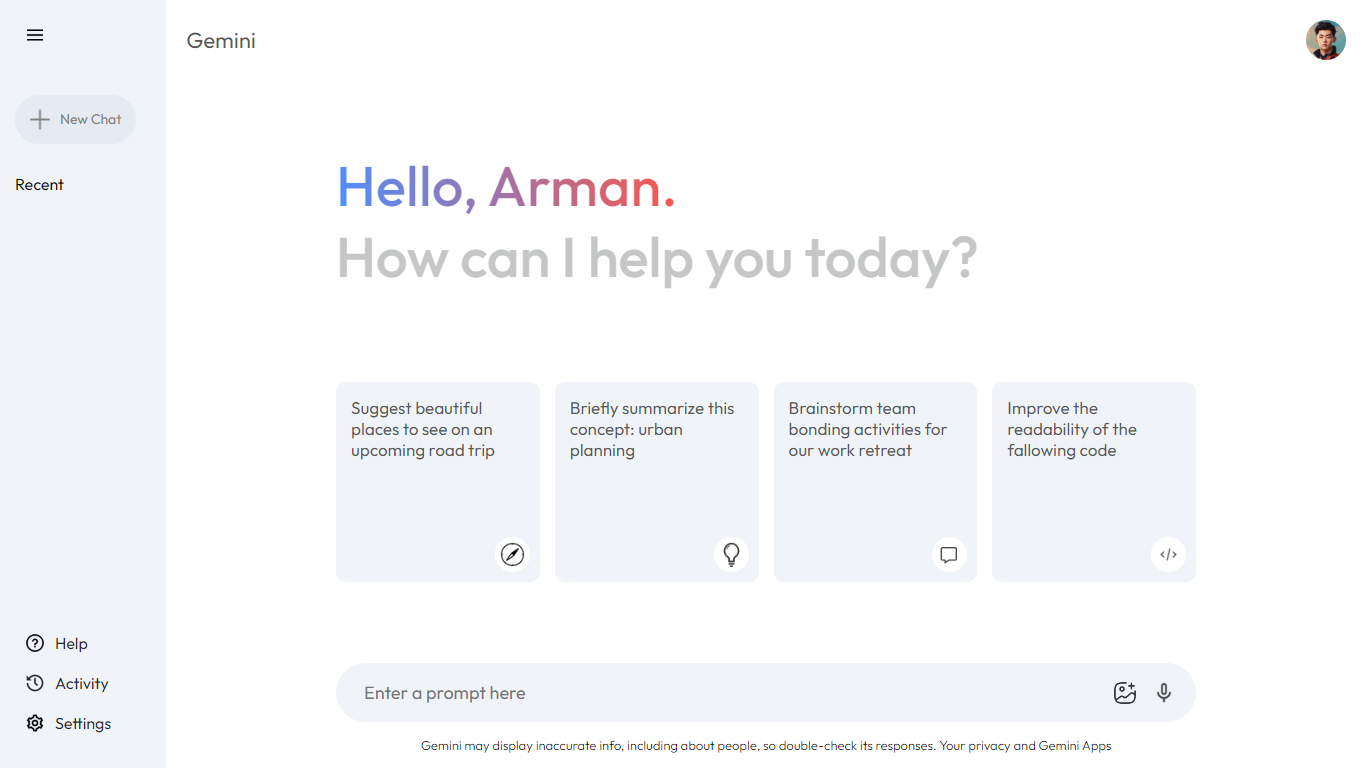 Gemini
New Chat
Recent
Hello, Arman.
How can I help you today?
Suggest beautiful
places to see on an
upcoming road trip
Briefly summarize this
concept: urban
planning
Brainstorm team
bonding activities for
our work retreat
Improve the
readability of the
fallowing code
Help
Activity
Settings
Enter a prompt here
Gemini may display inaccurate info, including about people, so double-check its responses. Your privacy and Gemini Apps